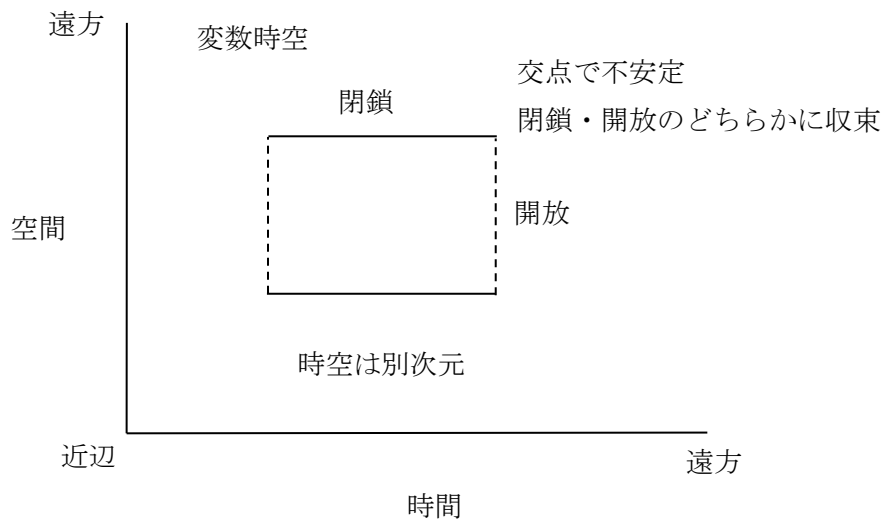 遠方
変数時空
交点で不安定
閉鎖
閉鎖・開放のどちらかに収束
開放
空間
時空は別次元
近辺
遠方
時間